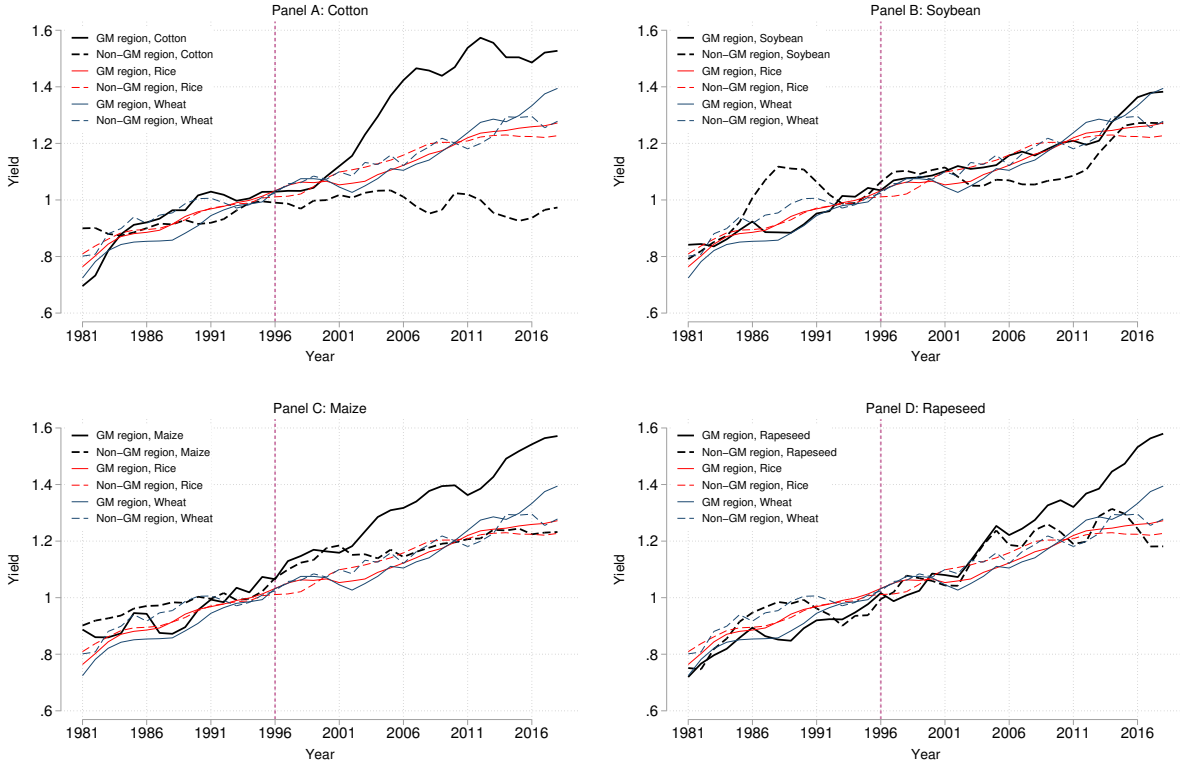 Panel A: Cotton
Yield
1.6
1.4
1.2
1
.8
.6
GM region, Cotton
Non−GM region, Cotton
GM region, Rice
Non−GM region, Rice
GM region, Wheat
Non−GM region, Wheat
1981 1986 1991 1996 2001 2006 2011 2016
Year
Panel B: Soybean
Yield
1.6
1.4
1.2
1
.8
.6
GM region, Soybean
Non−GM region, Soybean
GM region, Rice
Non−GM region, Rice
GM region, Wheat
Non−GM region, Wheat
1981 1986 1991 1996 2001 2006 2011 2016
Year
Panel C: Maize
Yield
1.6
1.4
1.2
1
.8
.6
GM region, Maize
Non−GM region, Maize
GM region, Rice
Non−GM region, Rice
GM region, Wheat
Non−GM region, Wheat
1981 1986 1991 1996 2001 2006 2011 2016
Year
Panel D: Rapeseed
Yield
1.6
1.4
1.2
1
.8
.6
GM region, Rapeseed
Non−GM region, Rapeseed
GM region, Rice
Non−GM region, Rice
GM region, Wheat
Non−GM region, Wheat
1981 1986 1991 1996 2001 2006 2011 2016
Year